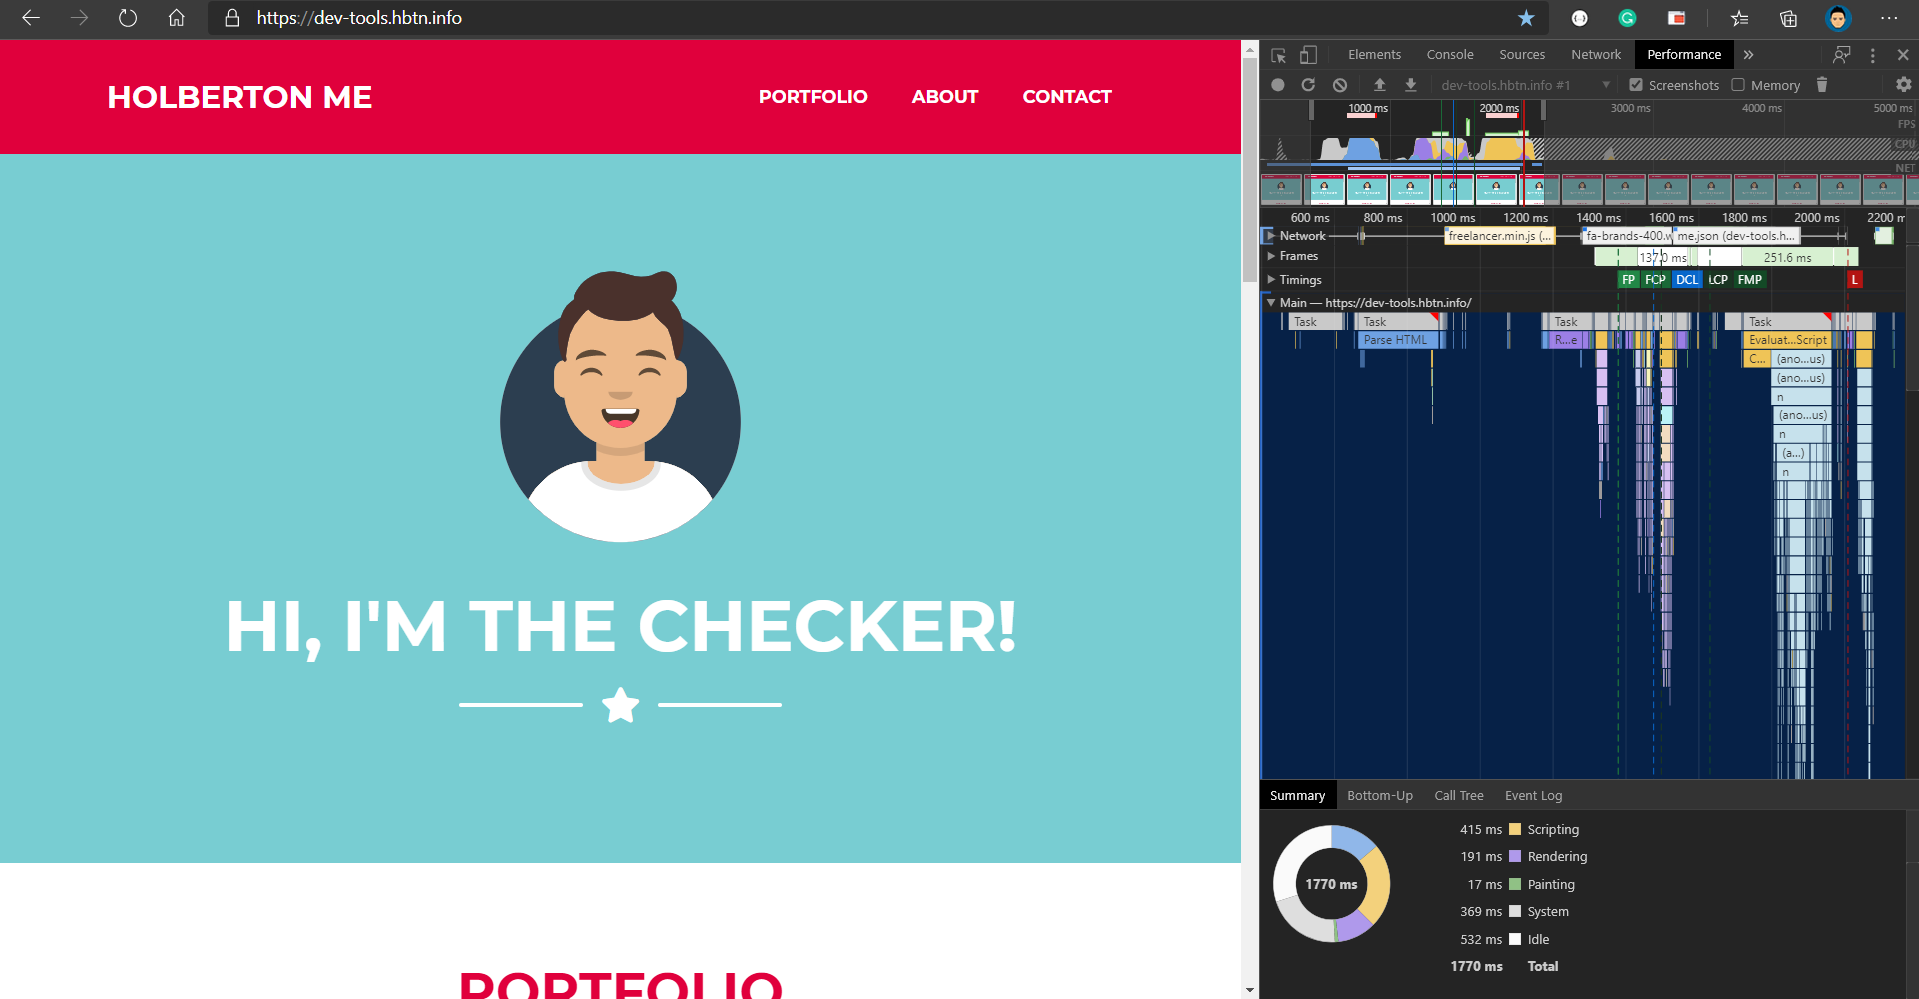 https://dev-tools.hbtn.info
HOLBERTON ME
PORTFOLIO ABOUT CONTACT
HI, I'M THE CHECKER!
PORTFOLIO
Elements Console Sources Network Performance »
dev-tools.hbtn.info #1 Screenshots Memory
1000 ms 2000 ms 3000 ms 4000 ms 5000 ms
FPS
CPU
NET
600 ms 800 ms 1000 ms 1200 ms 1400 ms 1600 ms 1800 ms 2000 ms 2200 r
Network freelancer.min.js (... fa-brands-400.w me.json (dev-tools.h...
Frames 137.0 ms 251.6 ms
Timings FP FCP DCL LCP FMP L
Main — https://dev-tools.hbtn.info/
Task Task Task Task
Parse HTML R...e Evaluat...Script
C... (ano...us)
(ano...us)
n
(ano...us)
n
(a...)
n
Summary Bottom-Up Call Tree Event Log
1770 ms
415 ms Scripting
191 ms Rendering
17 ms Painting
369 ms System
532 ms Idle
1770 ms Total